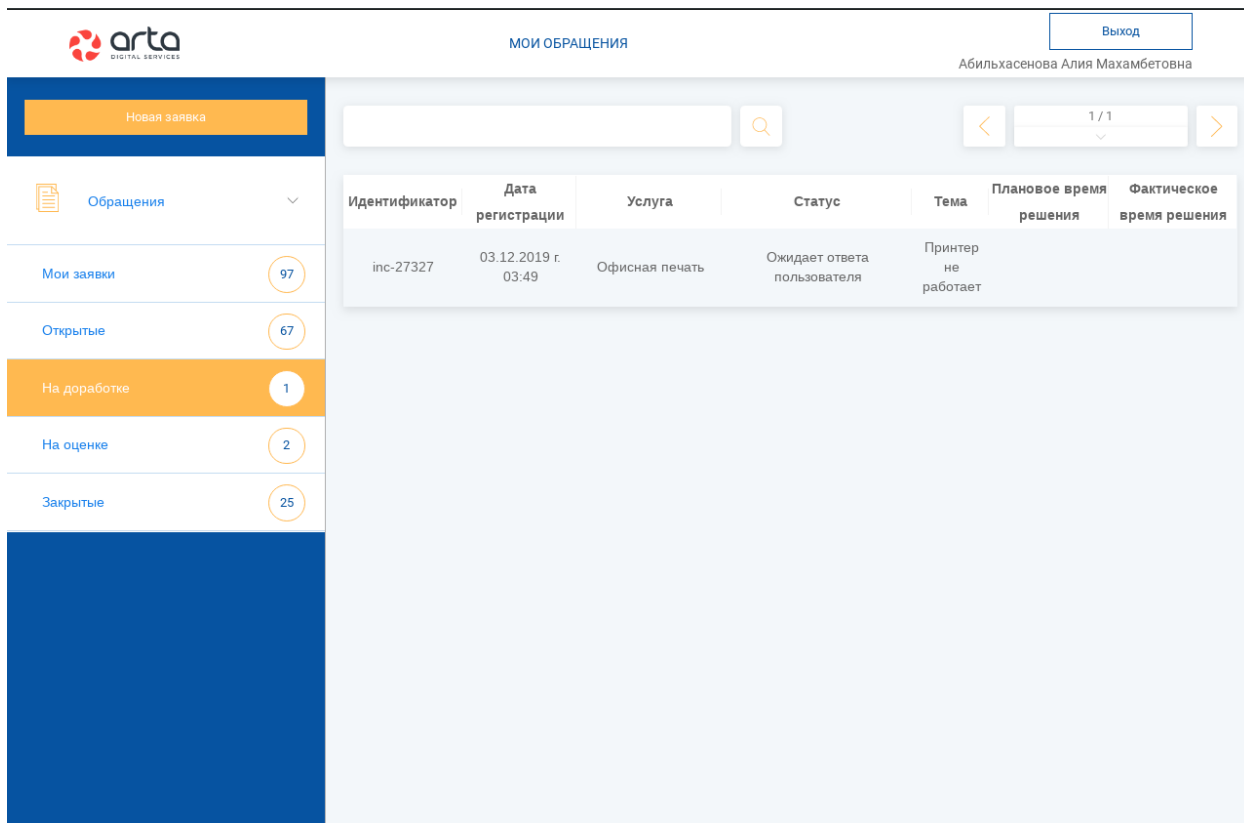 arta
DIGITAL SERVICES
МОИ ОБРАЩЕНИЯ
Выход
Абильхасенова Алия Махамбетовна
Новая заявка
1 / 1
Обращения
Мои заявки 97
Открытые 67
На доработке 1
На оценке 2
Закрытые 25
Идентификатор
Дата
регистрации
Услуга
Статус
Тема
Плановое время
решения
Фактическое
время решения
inc-27327
03.12.2019 г.
03:49
Офисная печать
Ожидает ответа
пользователя
Принтер
не
работает